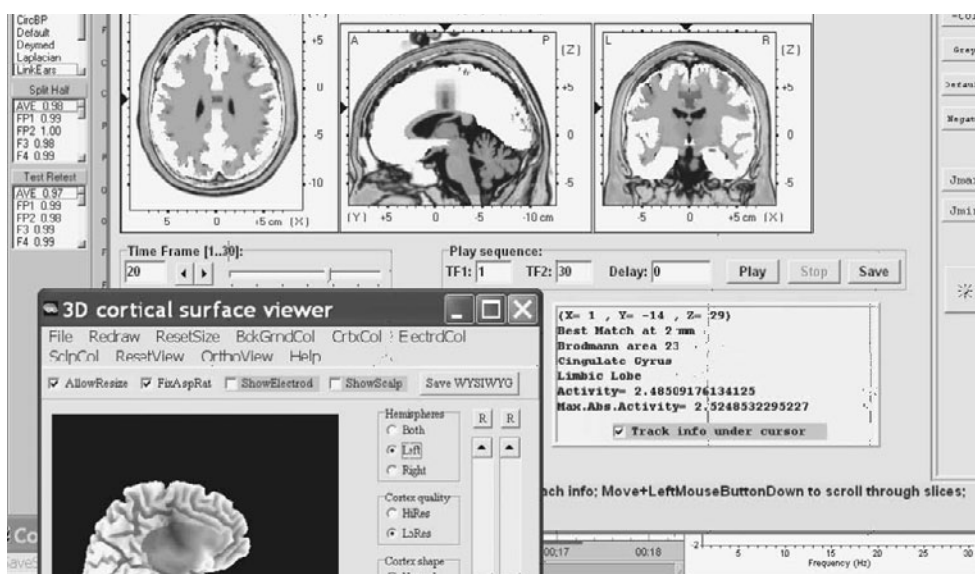 CircBP
Default
Deymed
Laplacian
LinkEars
Split Half
AVE 0.98
FP1 0.99
FP2 1.00
F3 0.98
F4 0.99
Test Retest
AVE 0.97
FP1 0.99
FP2 0.98
F3 0.99
F4 0.99
+5
0
-5
-10
5 0 +5 cm (X)
A P (Z)
+5
0
-5
(Y) +5 0 -5 -10 cm
L R (Z)
+5
0
-5
-5 0 +5 cm (X)
Time Frame [1..30]:
20
Play sequence:
TF1: 1 TF2: 30 Delay: 0 Play Stop Save
3D cortical surface viewer
File Redraw ResetSize BckGrndCol CrtxCol EectrdCol
SclpCol ResetView OrthoView Help
AllowResize FixAspRat ShowElectrod ShowScalp Save WYSIWYG
Hemispheres
Both
Left
Right
R R
Cortex quality
HiRes
LoRes
Cortex shape
(X= 1 , Y= -14 , Z= 29)
Best Match at 2 mm
Brodmann area 23
Cingulate Gyrus
Limbic Lobe
Activity= 2.48509176134125
Max.Abs.Activity= 2.5248532295227
Track info under cursor
nch info; Move+LeftMouseButtonDown to scroll through slices;
00:17 00:18
-2
5 10 15 20 25 30
Frequency (Hz)
Jmax
Jmin